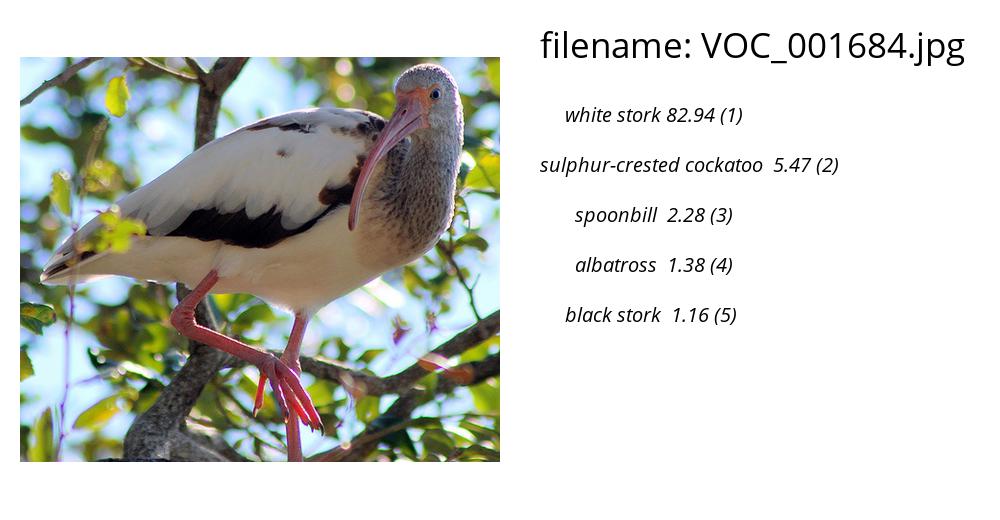 filename: VOC_001684.jpg
white stork 82.94 (1)
sulphur-crested cockatoo 5.47 (2)
spoonbill 2.28 (3)
albatross 1.38 (4)
black stork 1.16 (5)